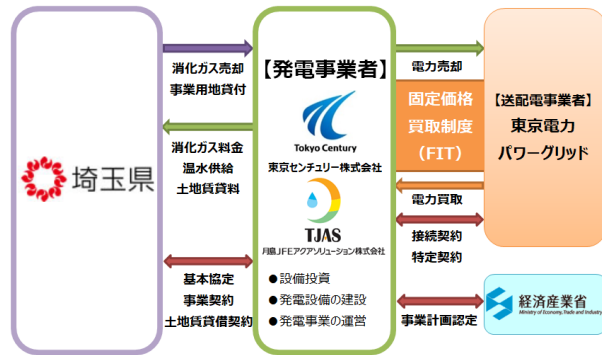 埼玉県
消化ガス売却
事業用地貸付
消化ガス料金
温水供給
土地賃貸料
基本協定
事業契約
土地賃貸借契約
【発電事業者】
Tokyo Century
東京センチュリー株式会社
TJAS
月島JFEアクアソリューション株式会社
●設備投資
●発電設備の建設
●発電事業の運営
電力売却
固定価格
買取制度
(FIT)
電力買取
接続契約
特定契約
事業計画認定
【送配電事業者】
東京電力
パワーグリッド
経済産業省
Ministry of Economy, Trade and Industry